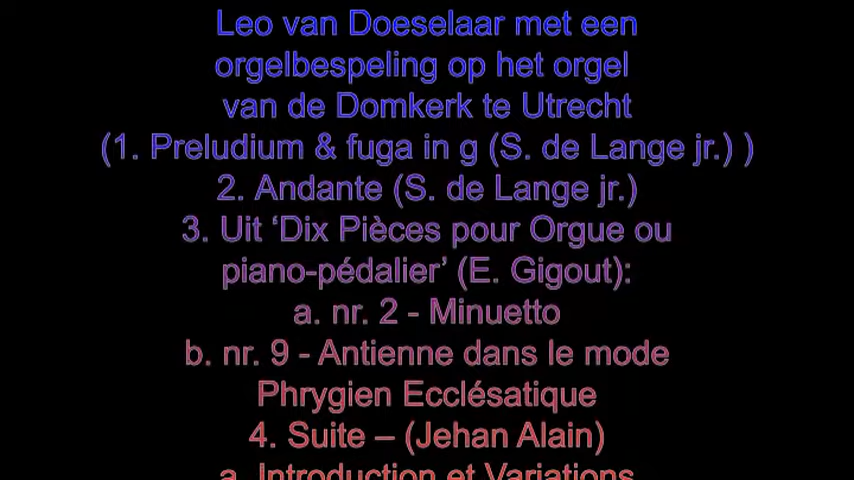 Leo van Doeselaar met een
orgelbespeling op het orgel
van de Domkerk te Utrecht
(1. Preludium & fuga in g (S. de Lange jr.) )
2. Andante (S. de Lange jr.)
3. Uit ‘Dix Pièces pour Orgue ou
piano-pédalier’ (E. Gigout):
a. nr. 2 - Minuetto
b. nr. 9 - Antienne dans le mode
Phrygien Ecclésatique
4. Suite – (Jehan Alain)
a. Introduction et Variations